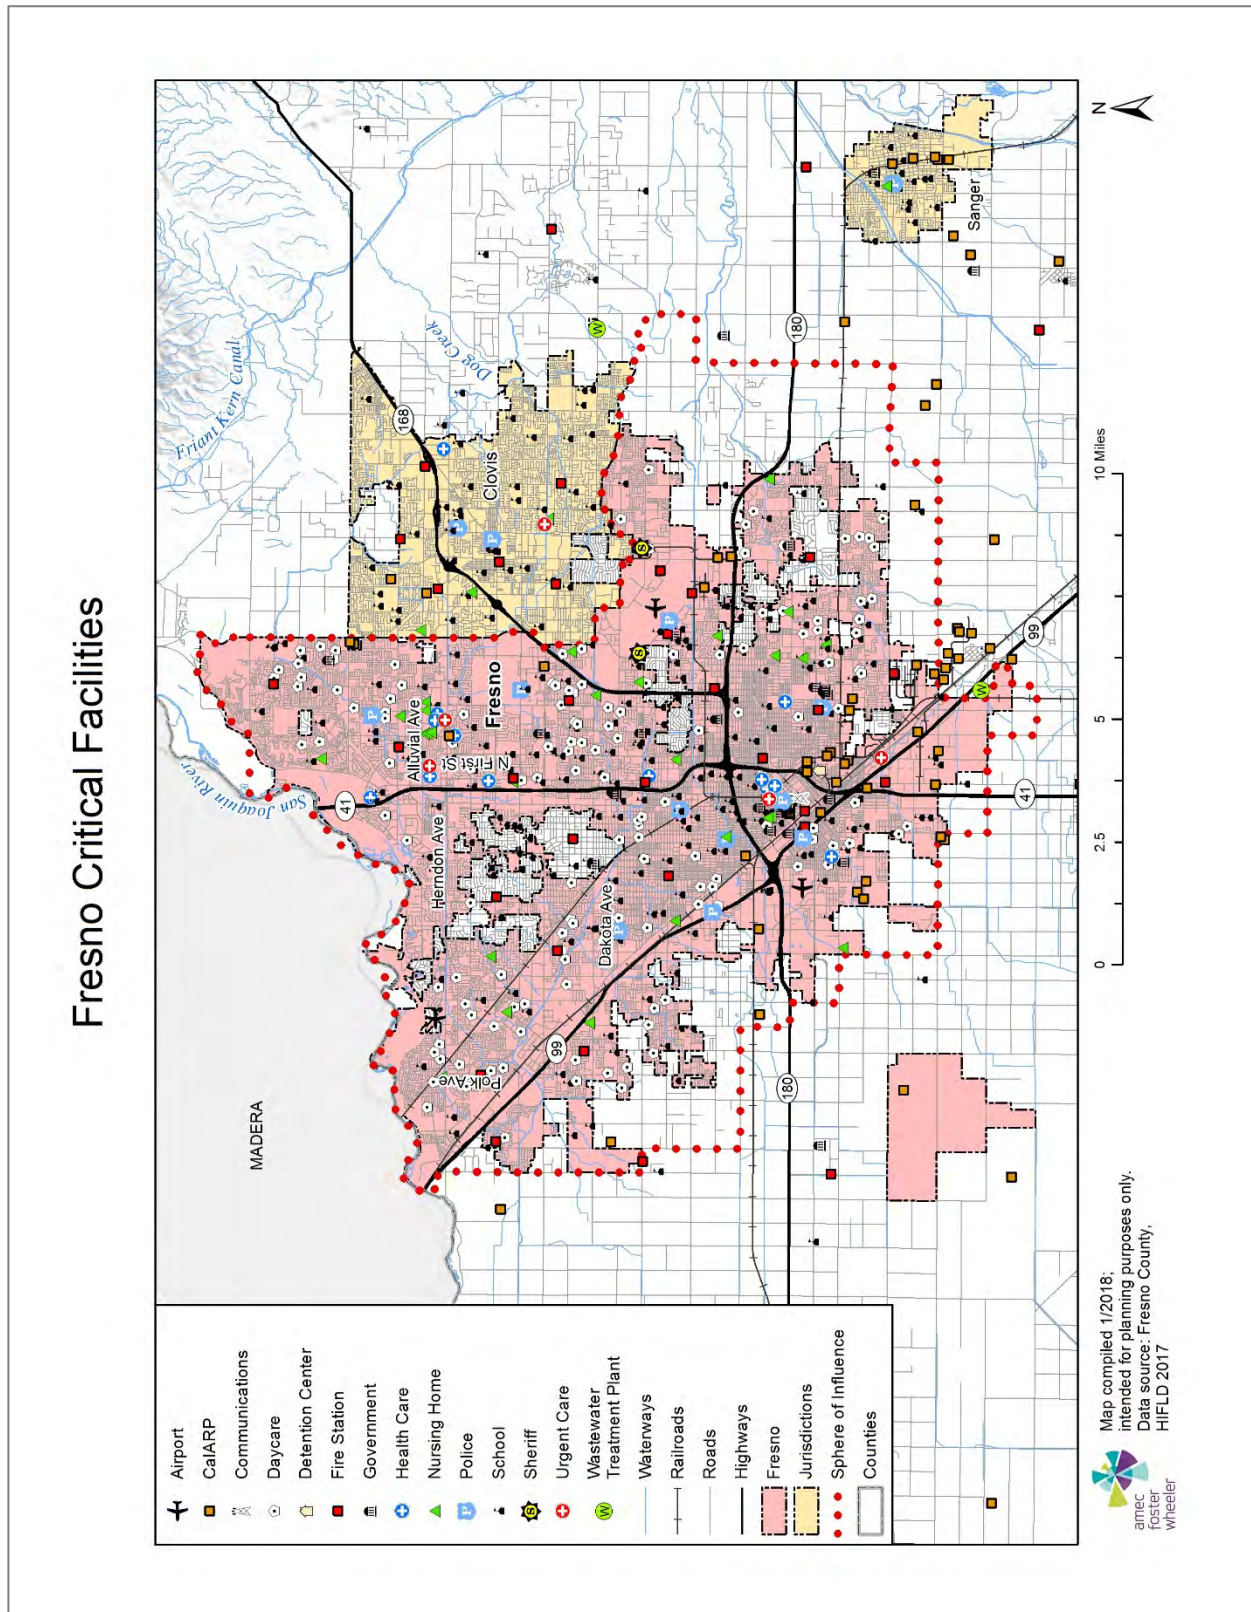 Fresno Critical Facilities
MADERA
San Joaquin River
Friant Kern Canal
Dog Creek
168
41
Alluvial Ave
Herndon Ave
N First St
Fresno
Clovis
Polk Ave
Dakota Ave
99
180
180
Sanger
99
41
Airport
CalARP
Communications
Daycare
Detention Center
Fire Station
Government
Health Care
Nursing Home
P
Police
School
S
Sheriff
Urgent Care
W
Wastewater
Treatment Plant
Waterways
Railroads
Roads
Highways
Fresno
Jurisdictions
Sphere of Influence
Counties
amec
foster
wheeler
Map compiled 1/2018;
intended for planning purposes only.
Data source: Fresno County,
HIFLD 2017
0 2.5 5 10 Miles
N